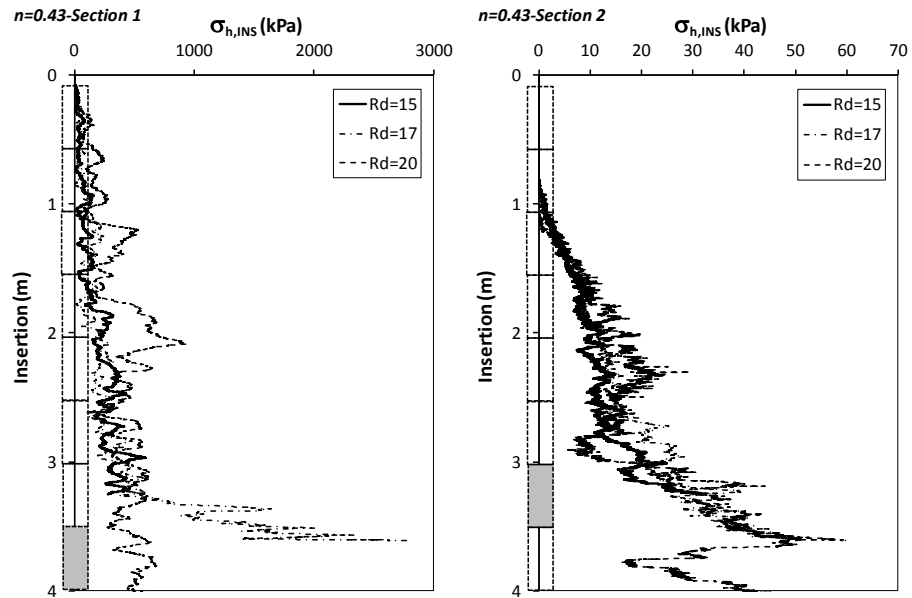 n=0.43-Section 1
σh,INS (kPa)
0 1000 2000 3000
Rd=15
Rd=17
Rd=20
Insertion (m)
0
1
2
3
4
n=0.43-Section 2
σh,INS (kPa)
0 10 20 30 40 50 60 70
Rd=15
Rd=17
Rd=20
Insertion (m)
0
1
2
3
4